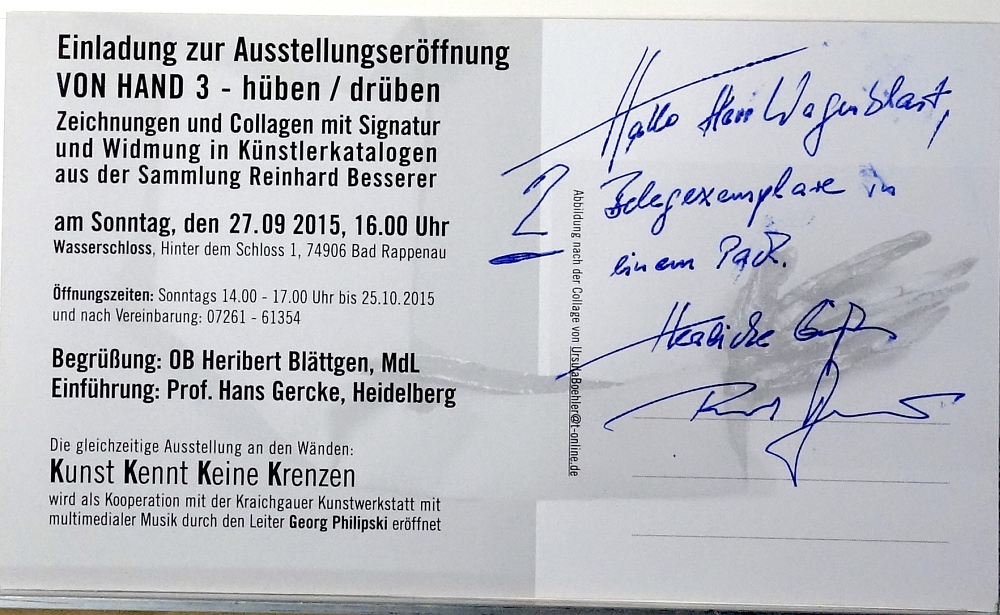 Einladung zur Ausstellungseröffnung
VON HAND 3 - hüben / drüben
Zeichnungen und Collagen mit Signatur
und Widmung in Künstlerkatalogen
aus der Sammlung Reinhard Besserer
am Sonntag, den 27.09 2015, 16.00 Uhr
Wasserschloss, Hinter dem Schloss 1, 74906 Bad Rappenau
Öffnungszeiten: Sonntags 14.00 - 17.00 Uhr bis 25.10.2015
und nach Vereinbarung: 07261 - 61354
Begrüßung: OB Heribert Blättgen, MdL
Einführung: Prof. Hans Gercke, Heidelberg
Die gleichzeitige Ausstellung an den Wänden:
Kunst Kennt Keine Krenzen
wird als Kooperation mit der Kraichgauer Kunstwerkstatt mit
multimedialer Musik durch den Leiter Georg Philipski eröffnet
Abbildung nach der Collage von UrsulaBoehler@t-online.de
Hallo Herr Wagenblast,
2 Belegexemplare in
einem Pack.
Herzliche Grüße